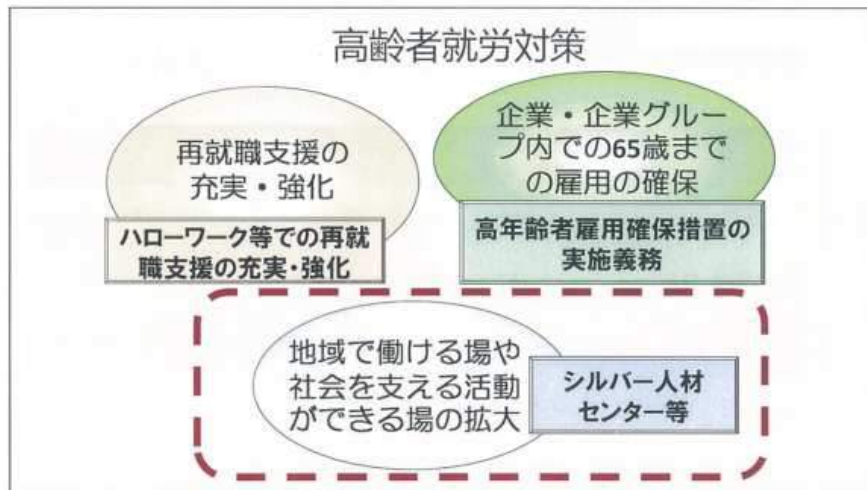 高齢者就労対策
再就職支援の
充実・強化
ハローワーク等での再就
職支援の充実・強化
企業・企業グルー
プ内での65歳まで
の雇用の確保
高年齢者雇用確保措置の
実施義務
地域で働ける場や
社会を支える活動
ができる場の拡大
シルバー人材
センター等